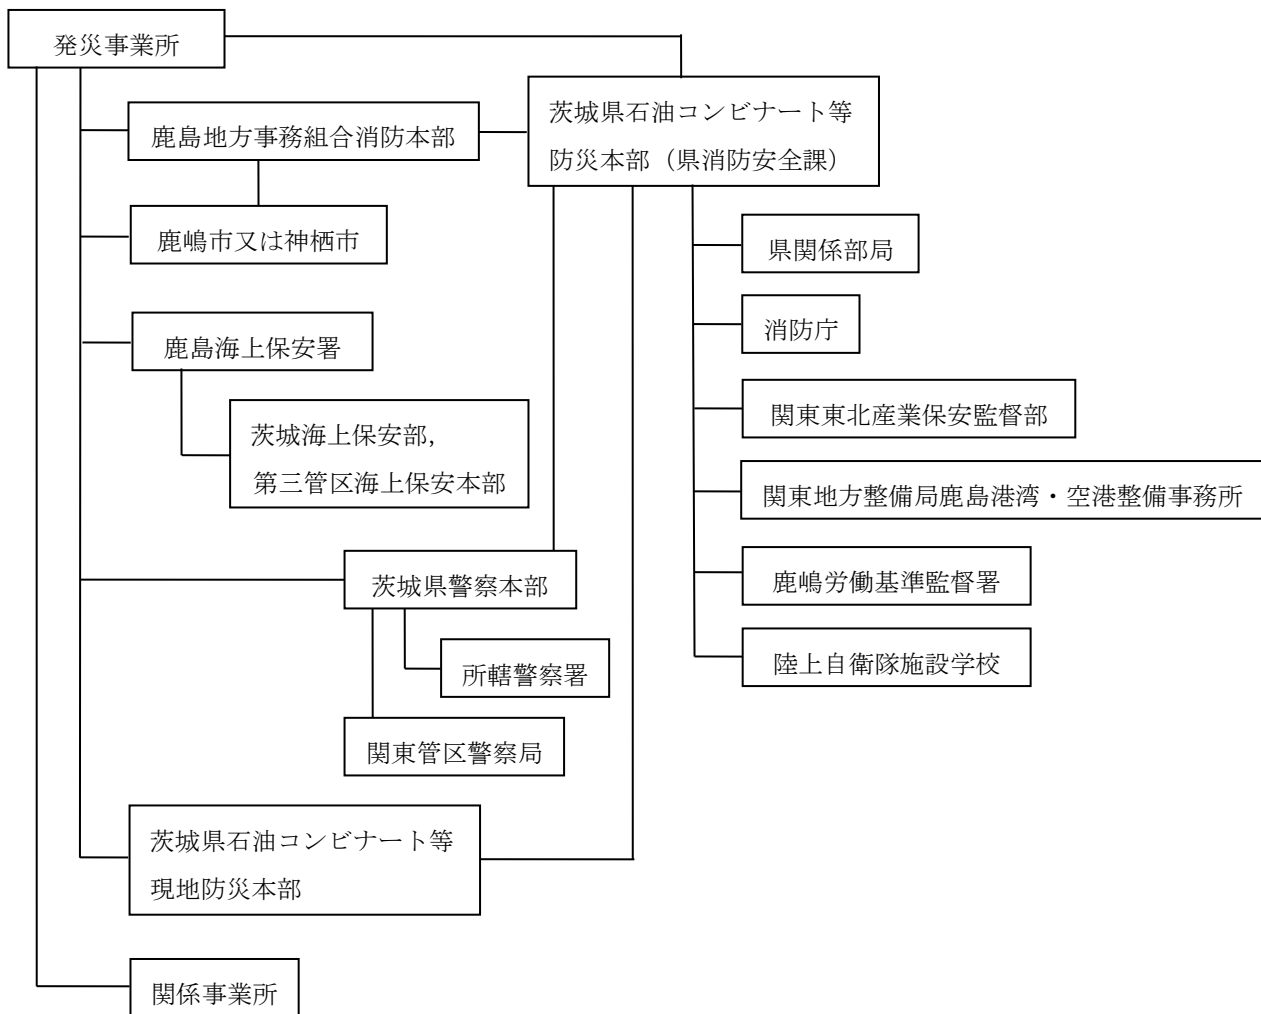 発災事業所
茨城県石油コンビナート等
防災本部（県消防安全課）
鹿島地方事務組合消防本部
鹿嶋市又は神栖市
県関係部局
消防庁
鹿島海上保安署
関東東北産業保安監督部
茨城海上保安部,
第三管区海上保安本部
関東地方整備局鹿島港湾・空港整備事務所
茨城県警察本部
鹿嶋労働基準監督署
所轄警察署
陸上自衛隊施設学校
関東管区警察局
茨城県石油コンビナート等
現地防災本部
関係事業所